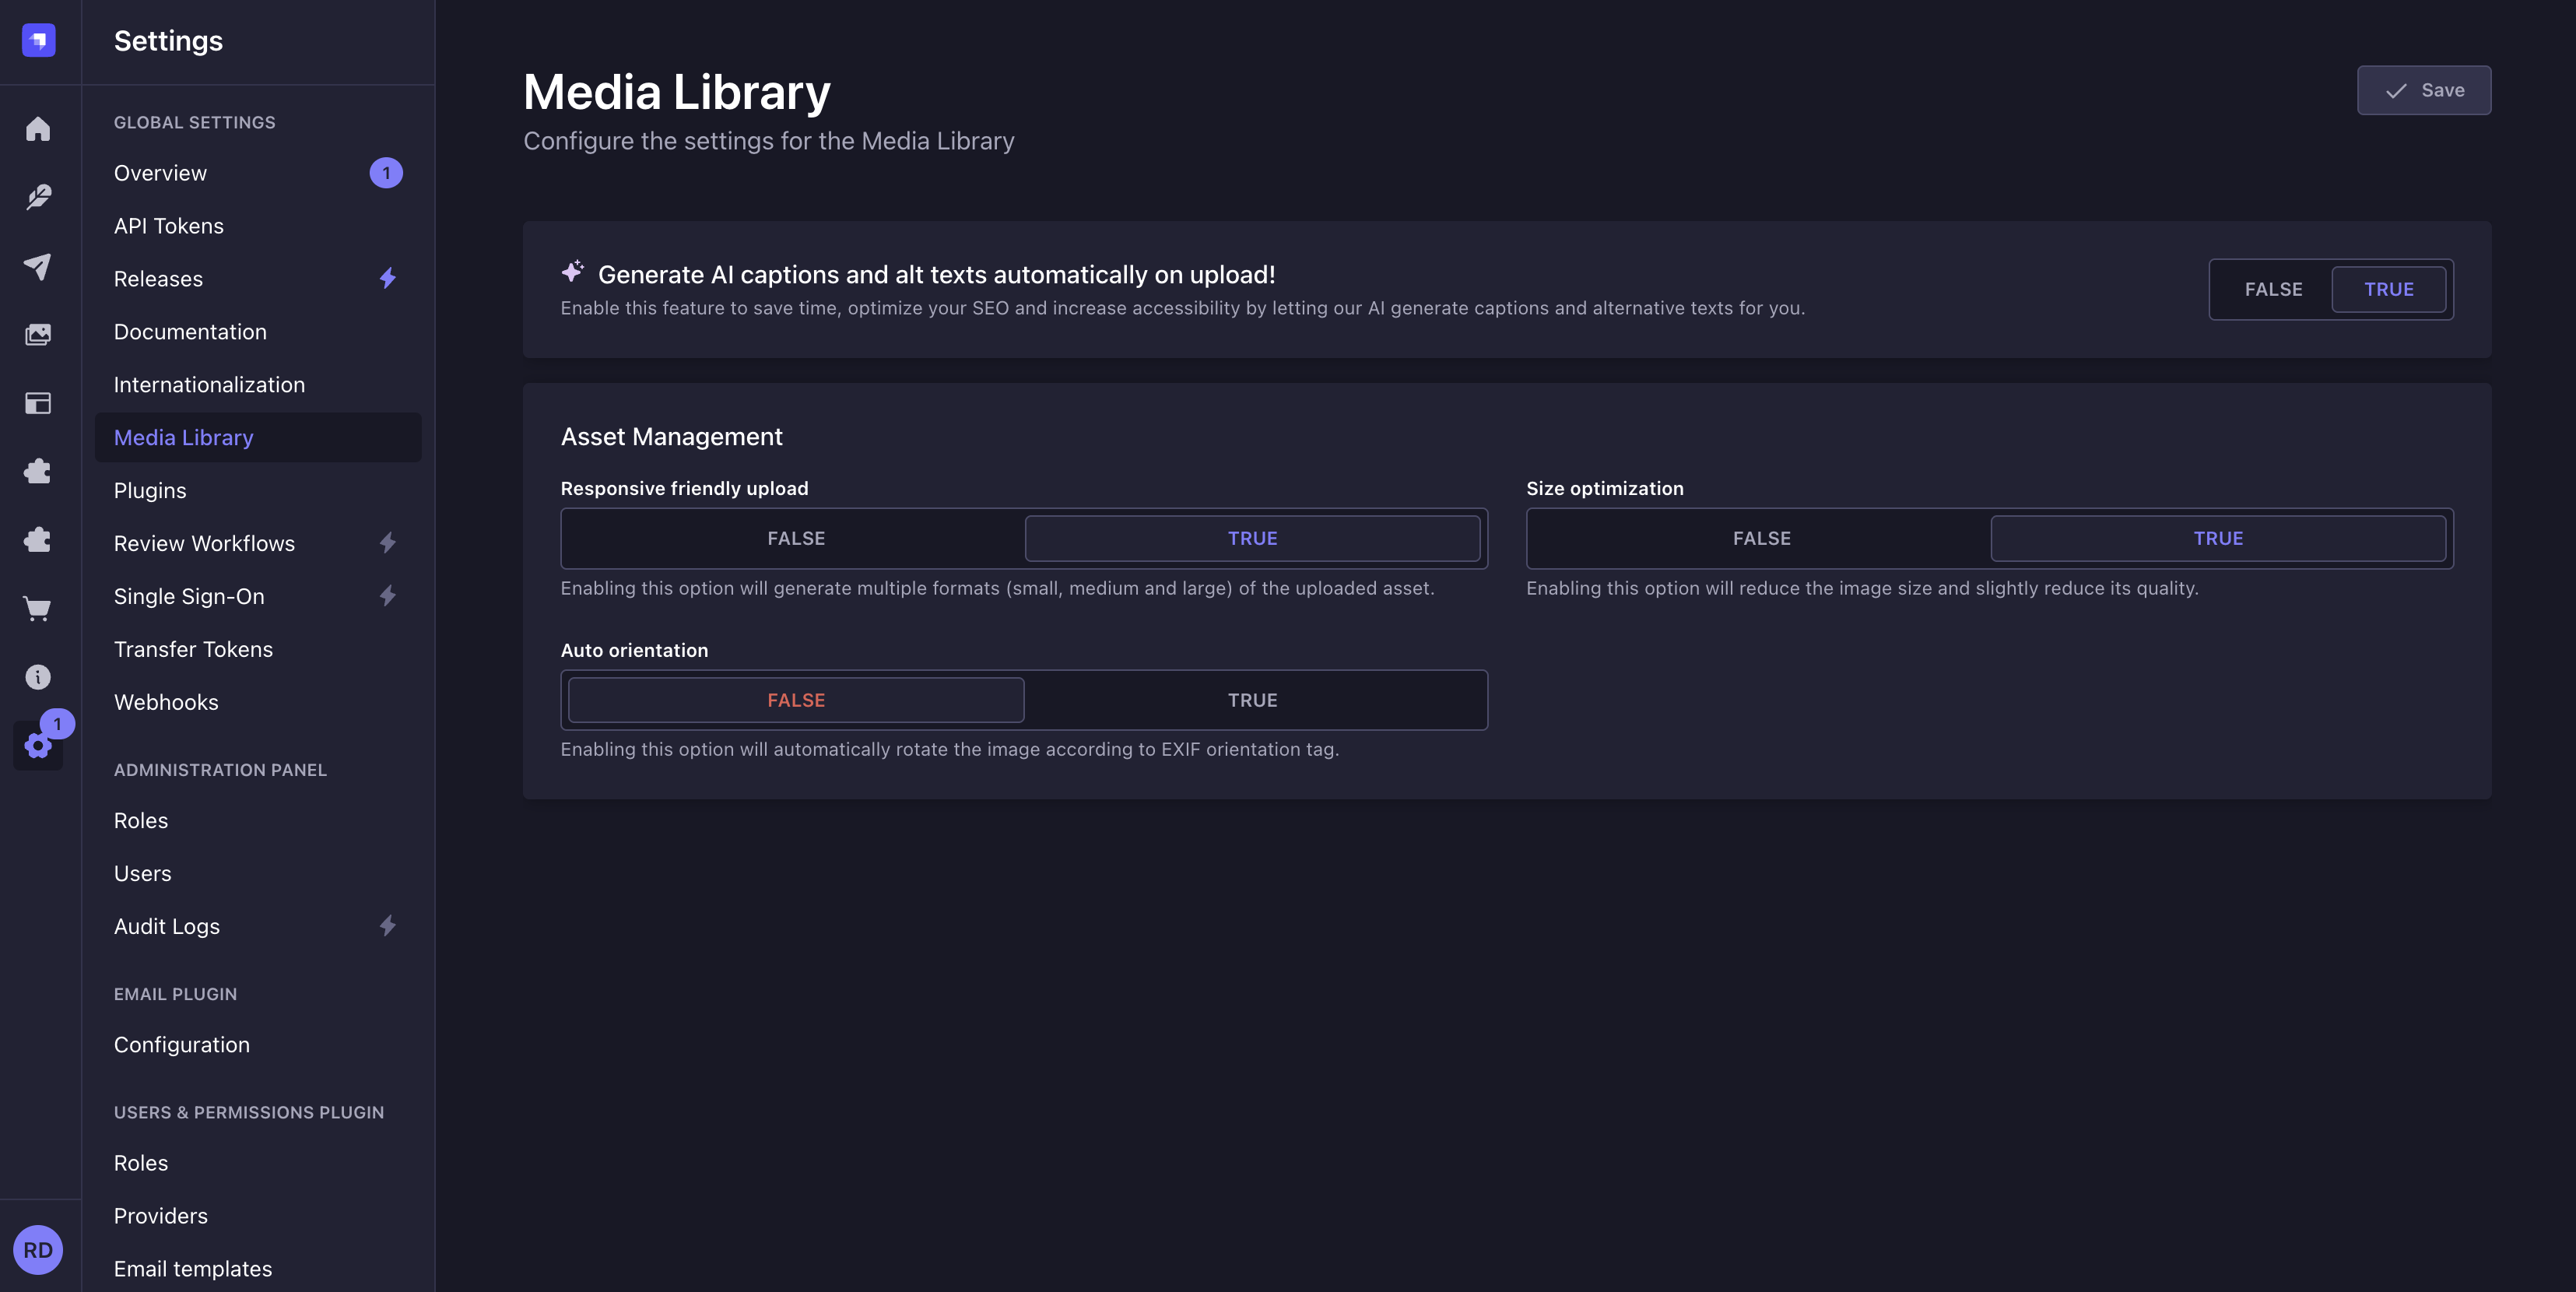 Settings
GLOBAL SETTINGS
Overview
1
API Tokens
Releases
Documentation
Internationalization
Media Library
Plugins
Review Workflows
Single Sign-On
Transfer Tokens
Webhooks
1
ADMINISTRATION PANEL
Roles
Users
Audit Logs
EMAIL PLUGIN
Configuration
USERS & PERMISSIONS PLUGIN
Roles
Providers
Email templates
RD
Media Library
Configure the settings for the Media Library
Save
Generate AI captions and alt texts automatically on upload!
Enable this feature to save time, optimize your SEO and increase accessibility by letting our AI generate captions and alternative texts for you.
FALSE TRUE
Asset Management
Responsive friendly upload
FALSE TRUE
Enabling this option will generate multiple formats (small, medium and large) of the uploaded asset.
Size optimization
FALSE TRUE
Enabling this option will reduce the image size and slightly reduce its quality.
Auto orientation
FALSE TRUE
Enabling this option will automatically rotate the image according to EXIF orientation tag.